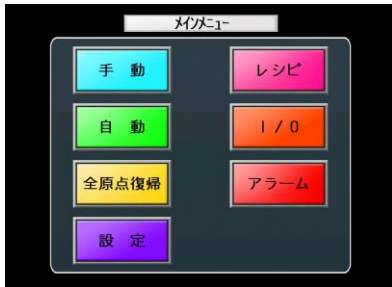 ﾒｲﾝﾒﾆｭｰ
手 動
レシピ
自 動
I / O
全原点復帰
アラーム
設 定